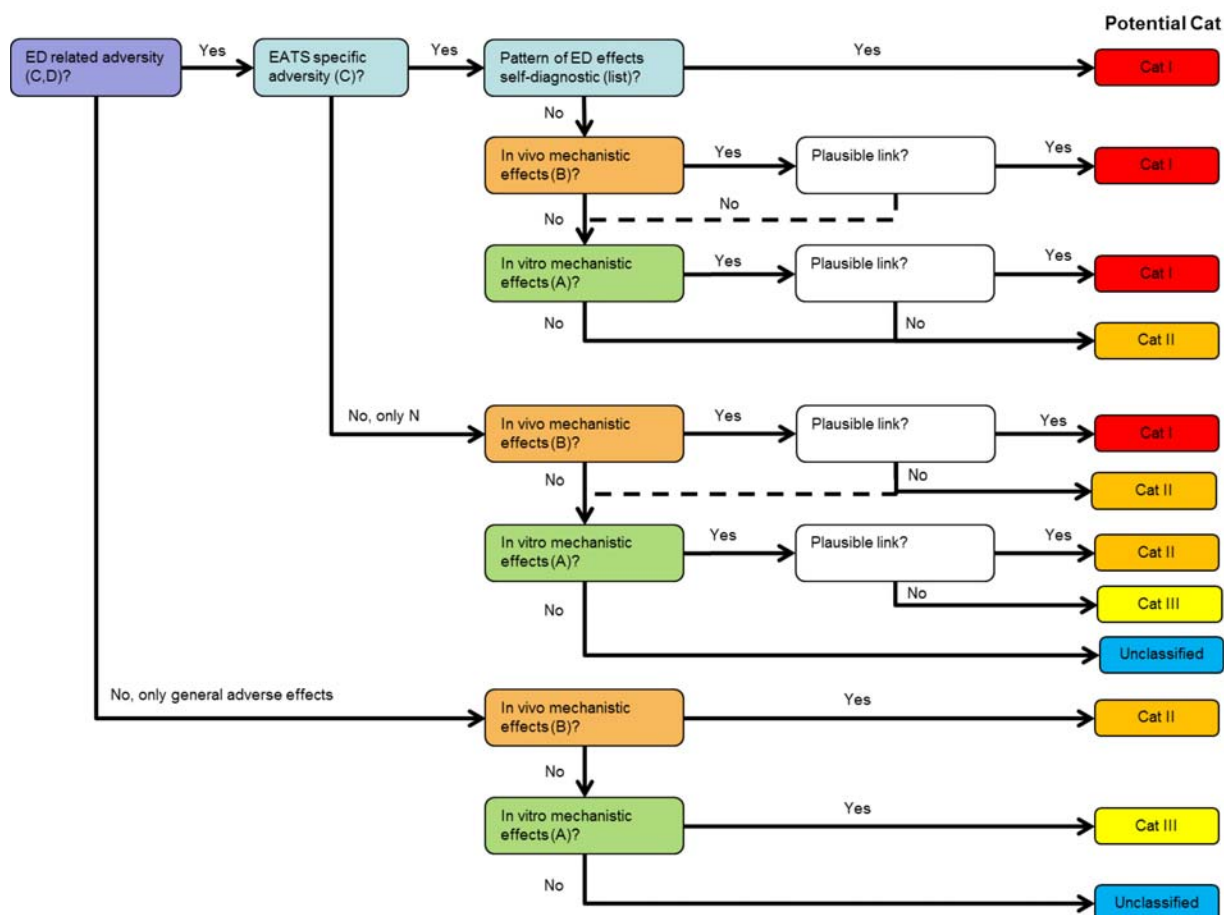 Potential Cat
ED related adversity
(C,D)?
Yes
EATS specific
adversity (C)?
Yes
Pattern of ED effects
self-diagnostic (list)?
Yes
Cat I
No
In vivo mechanistic
effects (B)?
Yes
Plausible link?
Yes
Cat I
No
No
In vitro mechanistic
effects (A)?
Yes
Plausible link?
Yes
Cat I
No
No
Cat II
No, only N
In vivo mechanistic
effects (B)?
Yes
Plausible link?
Yes
Cat I
No
No
Cat II
In vitro mechanistic
effects (A)?
Yes
Plausible link?
Yes
Cat II
No
No
Cat III
Unclassified
No, only general adverse effects
In vivo mechanistic
effects (B)?
Yes
Cat II
No
In vitro mechanistic
effects (A)?
Yes
Cat III
No
Unclassified